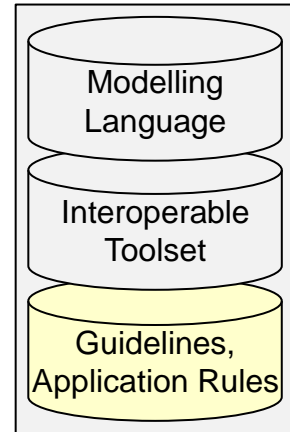 Modelling
Language
Interoperable
Toolset
Guidelines,
Application Rules